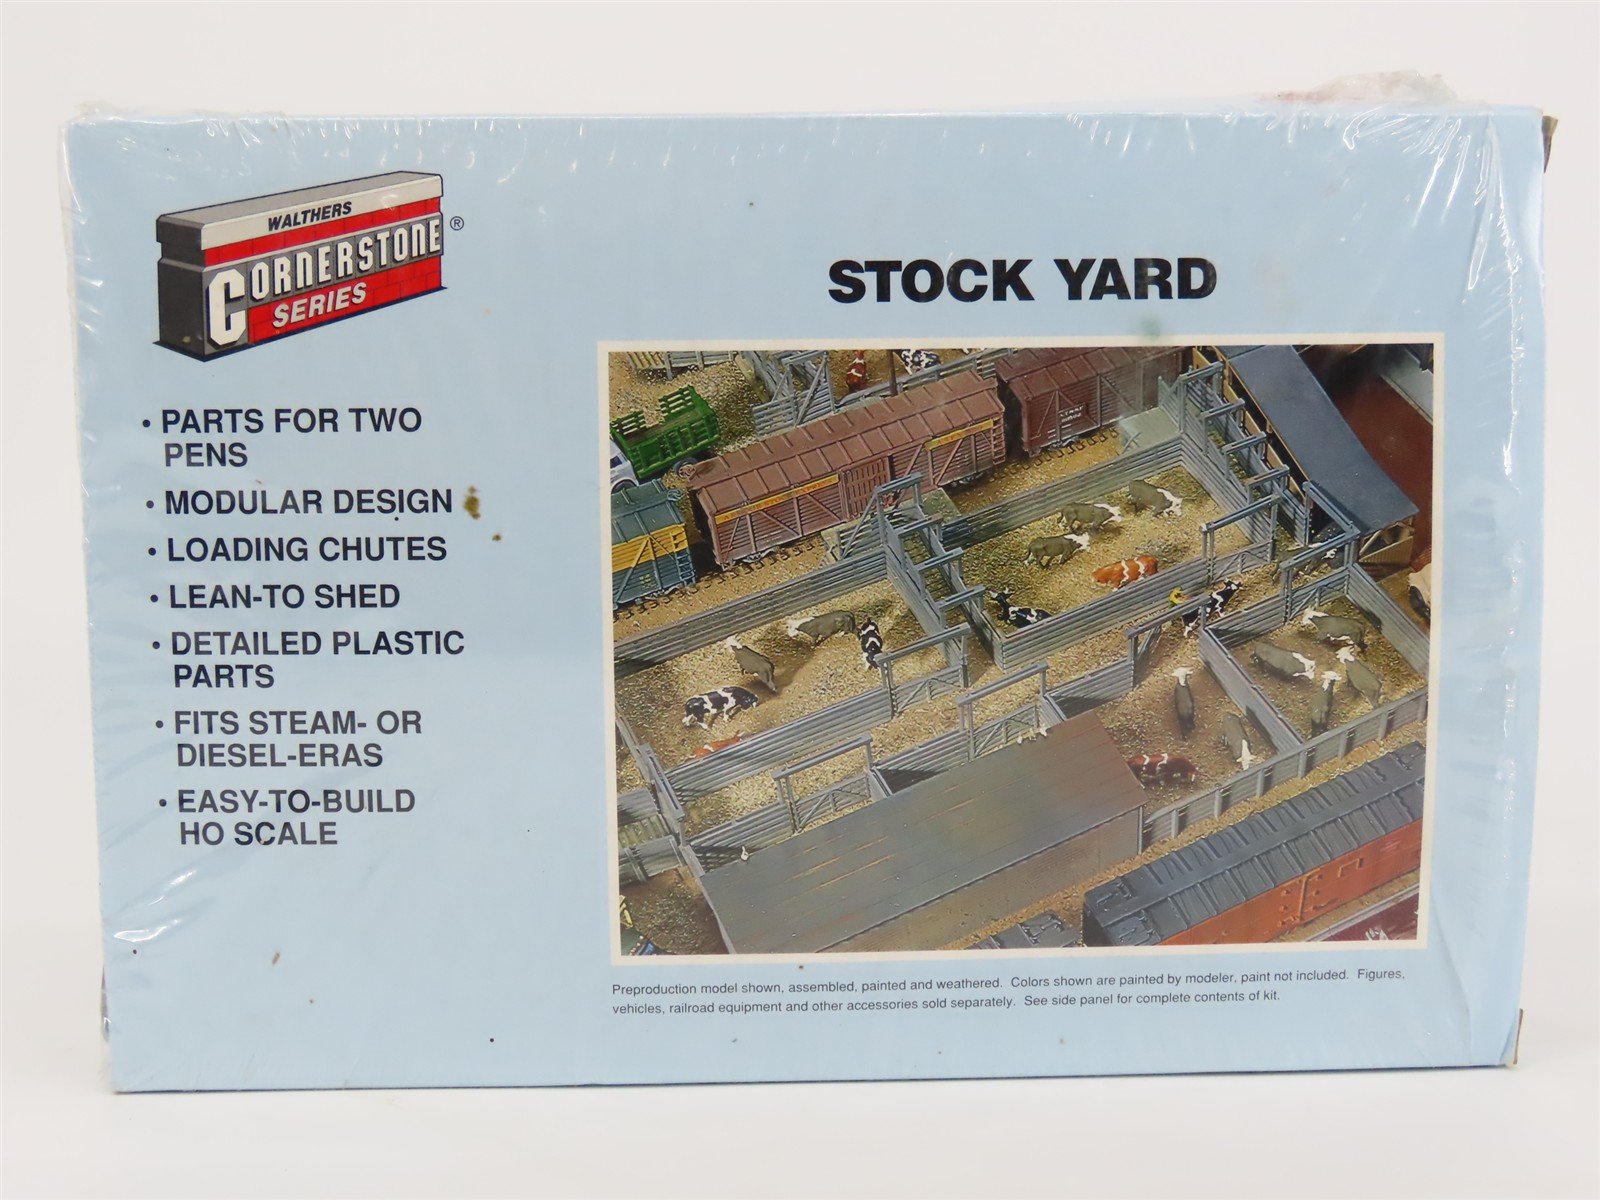 WALTHERS
CORNERSTONE®
SERIES
STOCK YARD
• PARTS FOR TWO
PENS
• MODULAR DESIGN
• LOADING CHUTES
• LEAN-TO SHED
• DETAILED PLASTIC
PARTS
• FITS STEAM- OR
DIESEL-ERAS
• EASY-TO-BUILD
HO SCALE
Preproduction model shown, assembled, painted and weathered. Colors shown are painted by modeler, paint not included. Figures,
vehicles, railroad equipment and other accessories sold separately. See side panel for complete contents of kit.